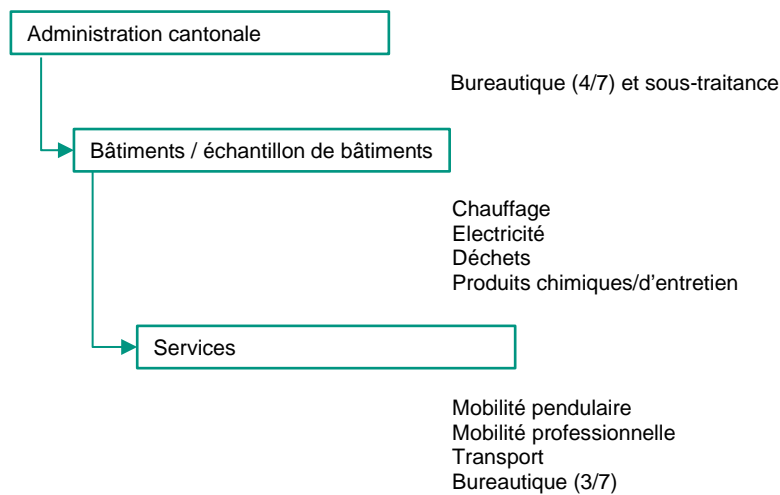 Administration cantonale
Bureautique (4/7) et sous-traitance
Bâtiments / échantillon de bâtiments
Chauffage
Electricité
Déchets
Produits chimiques/d'entretien
Services
Mobilité pendulaire
Mobilité professionnelle
Transport
Bureautique (3/7)